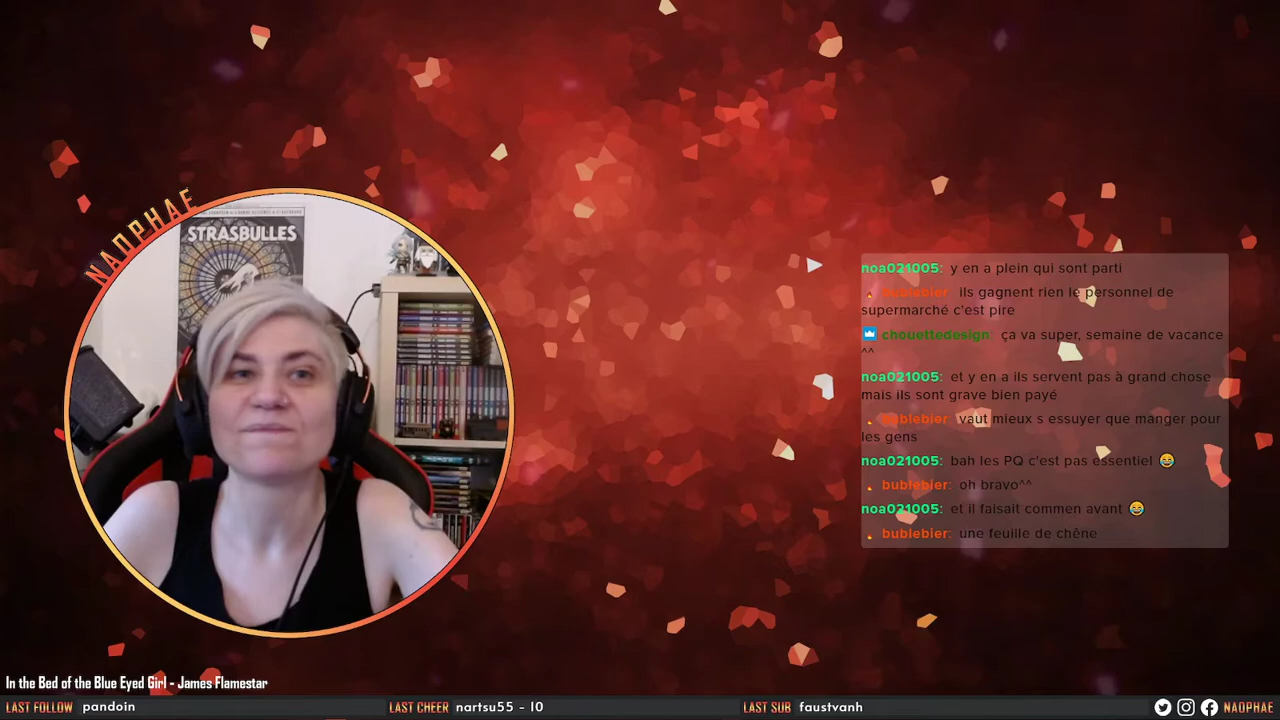 NAOPHAE
STRASBULLES
noa021005: y en a plein qui sont parti
bublebier: ils gagnent rien le personnel de
supermarché c'est pire
chouettedesign: ça va super, semaine de vacance
^^
noa021005: et y en a ils servent pas à grand chose
mais ils sont grave bien payé
bublebier: vaut mieux s essuyer que manger pour
les gens
noa021005: bah les PQ c'est pas essentiel 😂
bublebier: oh bravo^^
noa021005: et il faisait commen avant 😂
bublebier: une feuille de chêne
In the Bed of the Blue Eyed Girl - James Flamestar
LAST FOLLOW pandoin LAST CHEER nartsu55 - 10 LAST SUB faustvanh NAOPHAE